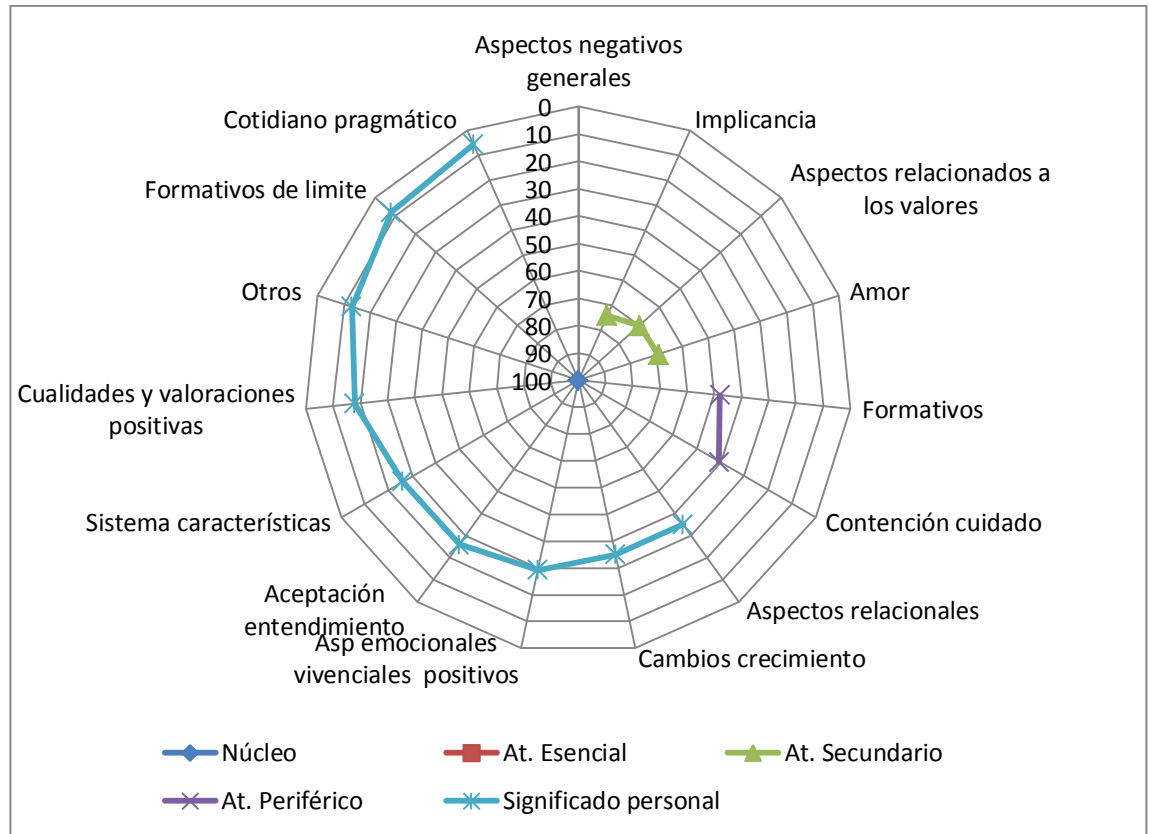 Aspectos negativos
generales
Implicancia
Aspectos relacionados a
los valores
Amor
Formativos
Contención cuidado
Aspectos relacionales
Cambios crecimiento
Asp emocionales
vivenciales  positivos
Aceptación
entendimiento
Sistema características
Cualidades y valoraciones
positivas
Otros
Formativos de limite
Cotidiano pragmático
0
10
20
30
40
50
60
70
80
90
100
Núcleo
At. Esencial
At. Secundario
At. Periférico
Significado personal